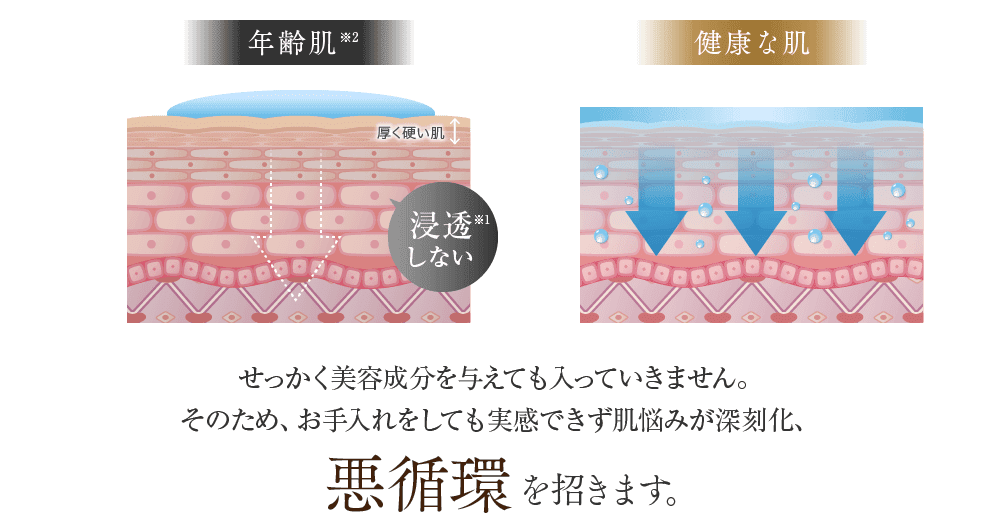 年齢肌※2
健康な肌
厚く硬い肌
浸透※1
しない
せっかく美容成分を与えても入っていきません。
そのため、お手入れをしても実感できず肌悩みが深刻化、
悪循環を招きます。